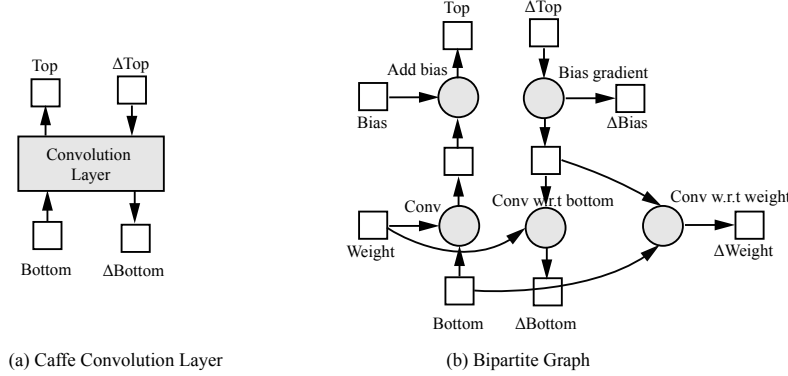 Top
ΔTop
Convolution
Layer
Bottom
ΔBottom
(a) Caffe Convolution Layer
Top
ΔTop
Add bias
Bias gradient
Bias
ΔBias
Conv
Conv w.r.t bottom
Conv w.r.t weight
Weight
ΔWeight
Bottom
ΔBottom
(b) Bipartite Graph